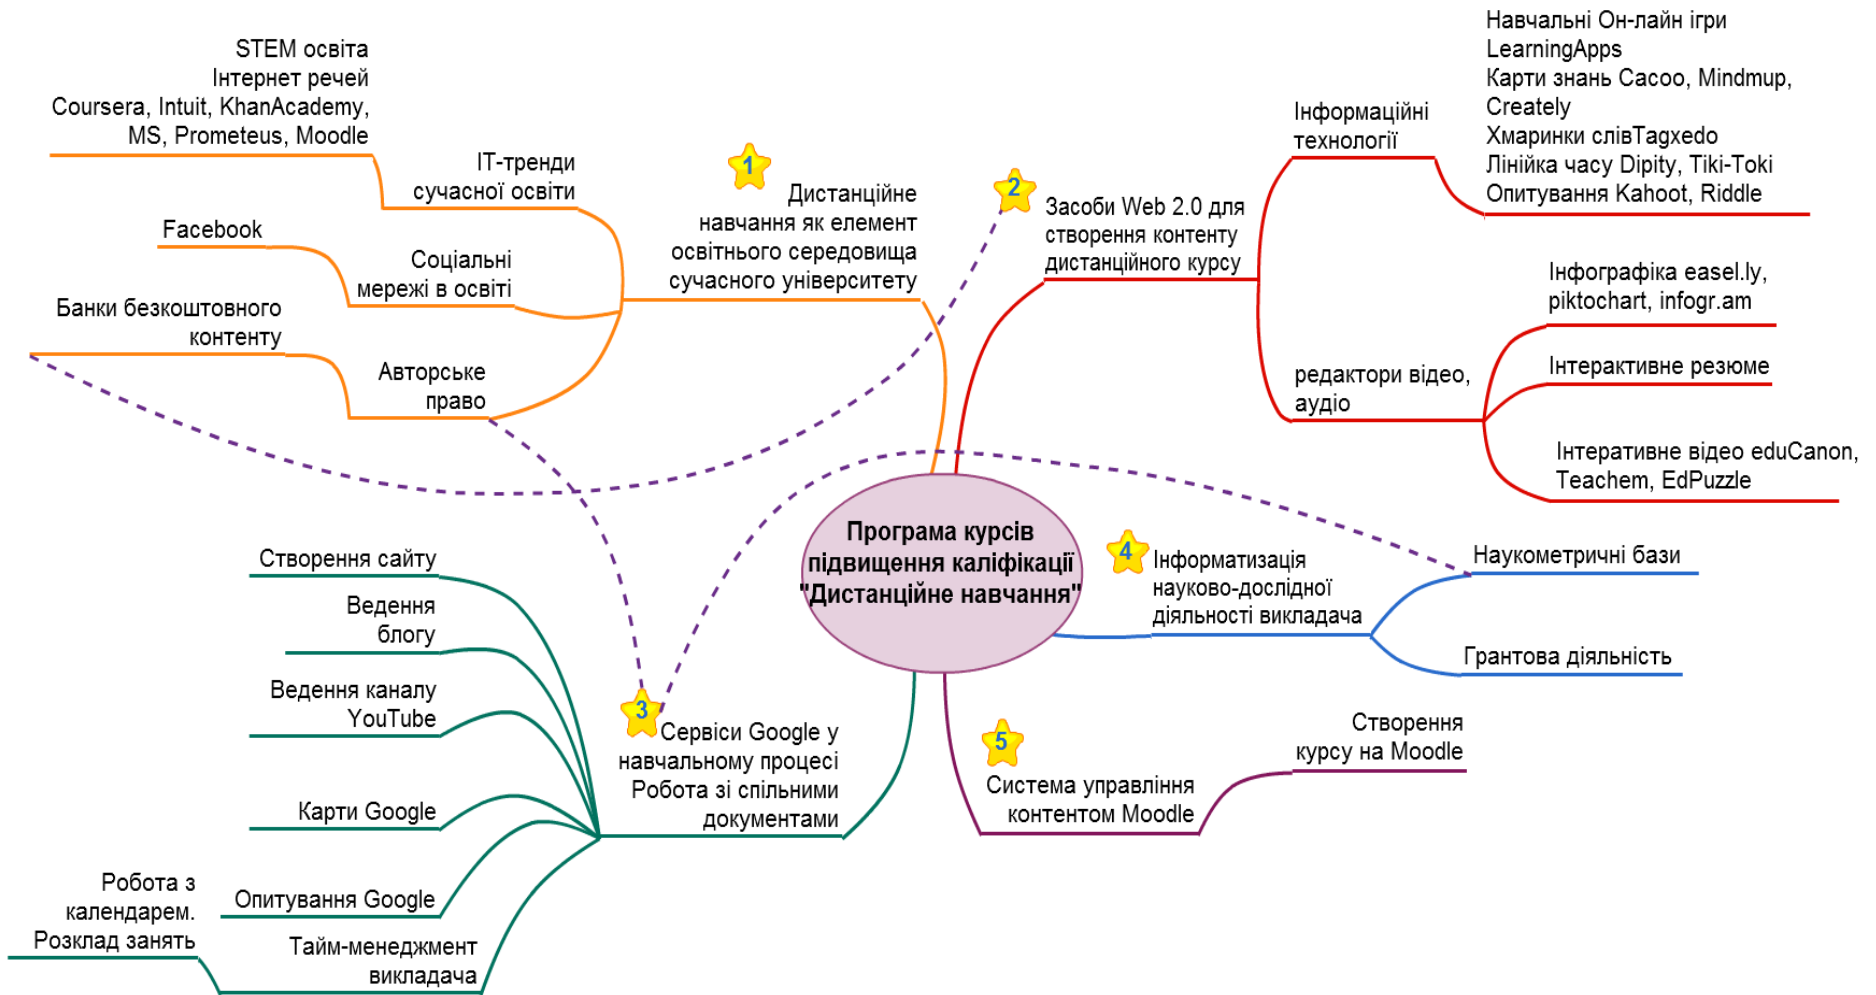 Програма курсів
підвищення каліфікації
"Дистанційне навчання"
1
Дистанційне
навчання як елемент
освітнього середовища
сучасного університету
ІТ-тренди
сучасної освіти
STEM освіта
Інтернет речей
Coursera, Intuit, KhanAcademy,
MS, Prometeus, Moodle
Соціальні
мережі в освіті
Facebook
Авторське
право
Банки безкоштовного
контенту
2
Засоби Web 2.0 для
створення контенту
дистанційного курсу
Інформаційні
технології
Навчальні Он-лайн ігри
LearningApps
Карти знань Cacoo, Mindmup,
Creately
Хмаринки слівTagxedo
Лінійка часу Dipity, Tiki-Toki
Опитування Kahoot, Riddle
редактори відео,
аудіо
Інфографіка easel.ly,
piktochart, infogr.am
Інтерактивне резюме
Інтеративне відео eduCanon,
Teachem, EdPuzzle
3
Сервіси Google у
навчальному процесі
Робота зі спільними
документами
Створення сайту
Ведення
блогу
Ведення каналу
YouTube
Карти Google
Опитування Google
Тайм-менеджмент
викладача
Робота з
календарем.
Розклад занять
4
Інформатизація
науково-дослідної
діяльності викладача
Наукометричні бази
Грантова діяльність
5
Система управління
контентом Moodle
Створення
курсу на Moodle